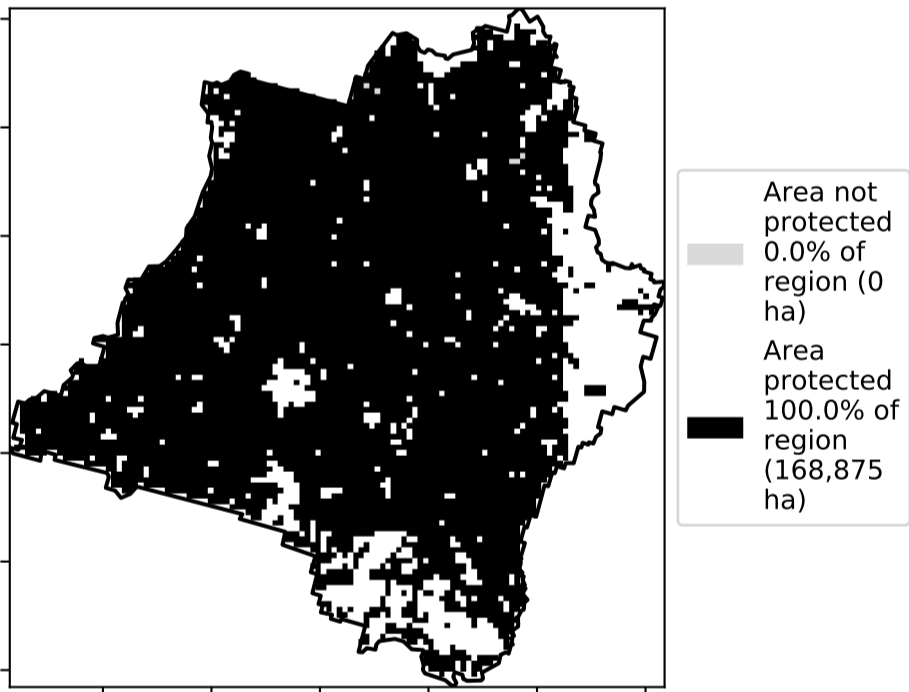 Area not
protected
0.0% of
region (0
ha)
Area
protected
100.0% of
region
(168,875
ha)